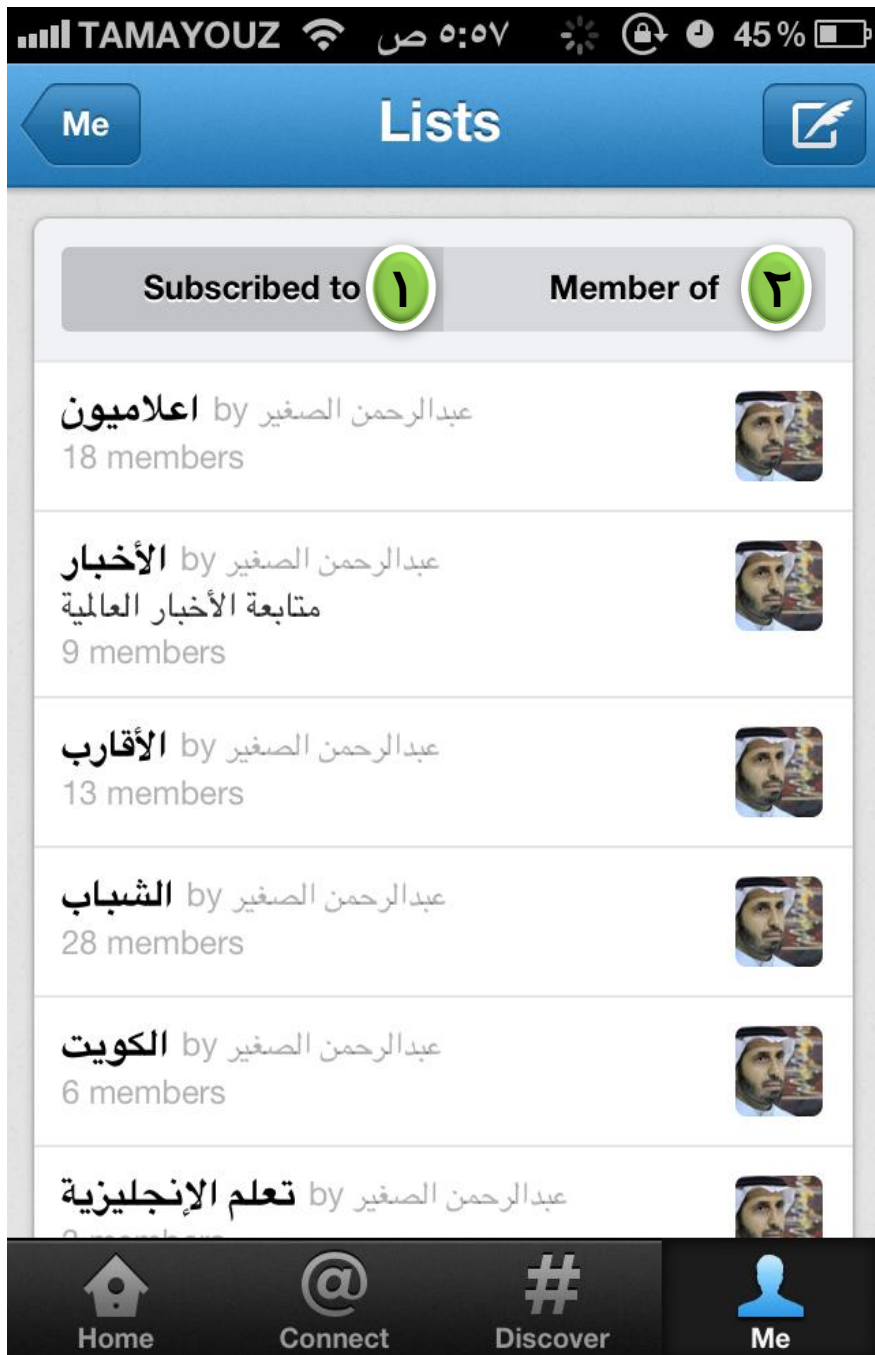 TAMAYOUZ ٥:٥٧ ص 45%
Me Lists
Subscribed to ١ Member of ٢
اعلاميون by عبدالرحمن الصغير
18 members
الأخبار by عبدالرحمن الصغير
متابعة الأخبار العالمية
9 members
الأقارب by عبدالرحمن الصغير
13 members
الشباب by عبدالرحمن الصغير
28 members
الكويت by عبدالرحمن الصغير
6 members
تعلم الإنجليزية by عبدالرحمن الصغير
members
Home Connect Discover Me